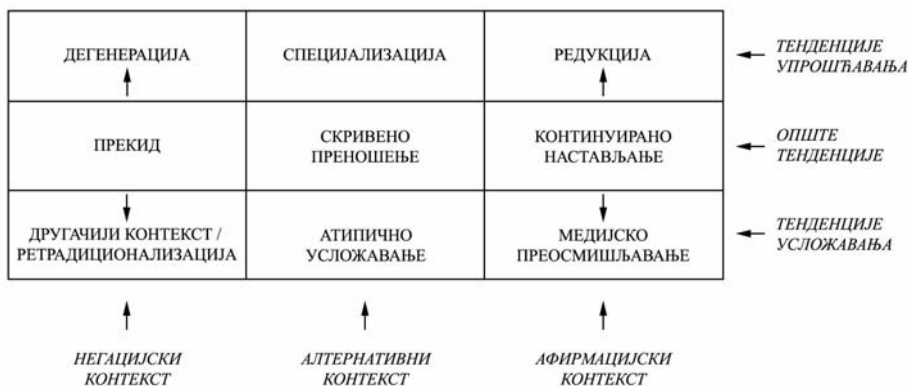 ДЕГЕНЕРАЦИЈА
СПЕЦИЈАЛИЗАЦИЈА
РЕДУКЦИЈА
ТЕНДЕНЦИЈЕ
УПРОШЋАВАЊА
ПРЕКИД
СКРИВЕНО
ПРЕНОШЕЊЕ
КОНТИНУИРАНО
НАСТАВЉАЊЕ
ОПШТЕ
ТЕНДЕНЦИЈЕ
ДРУГАЧИЈИ КОНТЕКСТ /
РЕТРАДИЦИОНАЛИЗАЦИЈА
АТИПИЧНО
УСЛОЖАВАЊЕ
МЕДИЈСКО
ПРЕОСМИШЉАВАЊЕ
ТЕНДЕНЦИЈЕ
УСЛОЖАВАЊА
НЕГАЦИЈСКИ
КОНТЕКСТ
АЛТЕРНАТИВНИ
КОНТЕКСТ
АФИРМАЦИЈСКИ
КОНТЕКСТ